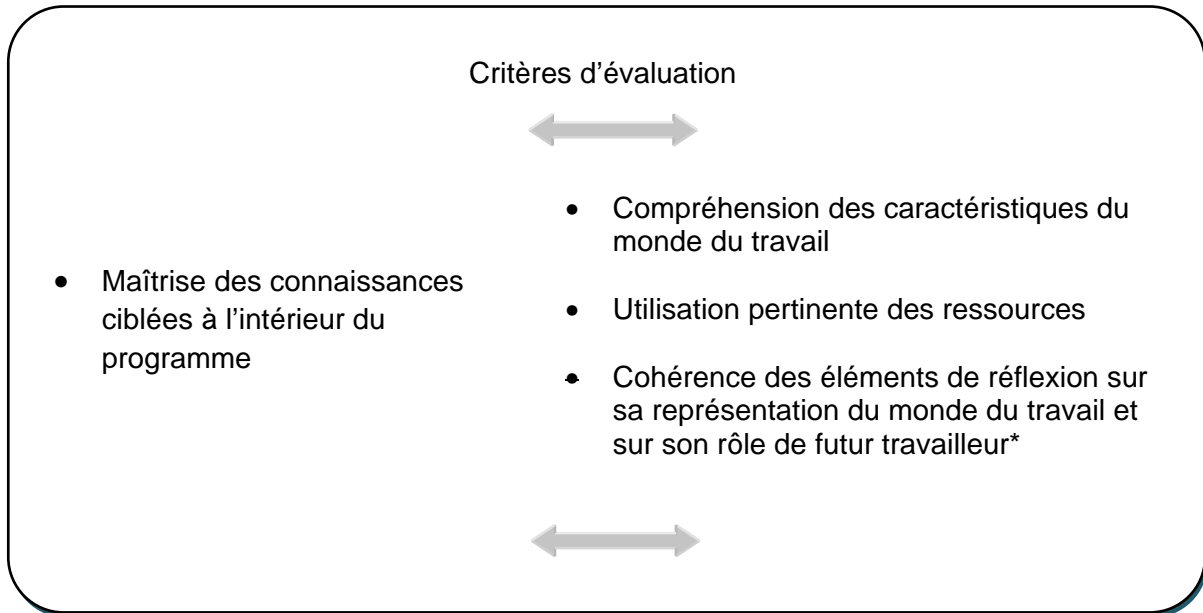 Critères d'évaluation
• Maîtrise des connaissances
ciblées à l'intérieur du
programme
• Compréhension des caractéristiques du
monde du travail
• Utilisation pertinente des ressources
• Cohérence des éléments de réflexion sur
sa représentation du monde du travail et
sur son rôle de futur travailleur*